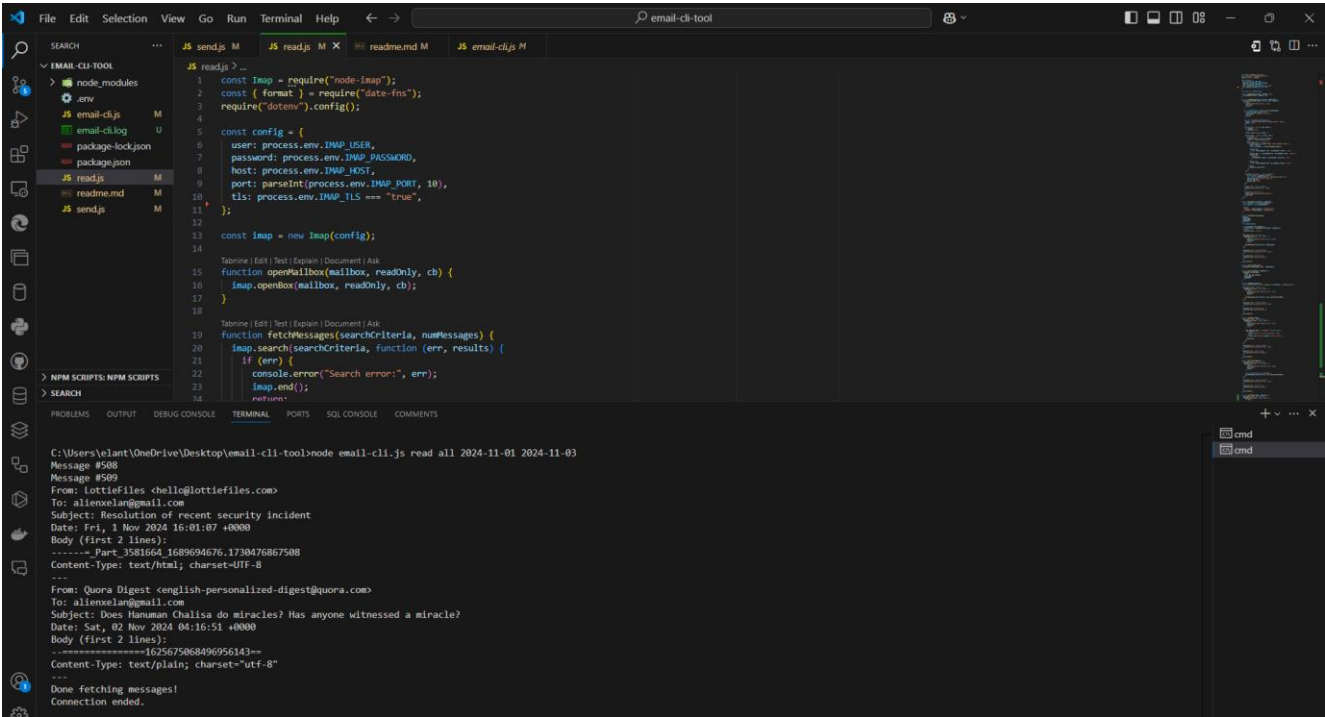 File Edit Selection View Go Run Terminal Help
email-cli-tool
SEARCH
EMAIL-CLI-TOOL
node_modules
.env
email-cli.js M
email-cli.log U
package-lock.json
package.json
JS read.js M
readme.md M
JS send.js M
NPM SCRIPTS: NPM SCRIPTS
SEARCH
JS send.js M JS read.js M readme.md M JS email-cli.js M
JS read.js > ...
1 const Imap = require("node-imap");
2 const { format } = require("date-fns");
3 require("dotenv").config();
4
5 const config = {
6 user: process.env.IMAP_USER,
7 password: process.env.IMAP_PASSWORD,
8 host: process.env.IMAP_HOST,
9 port: parseInt(process.env.IMAP_PORT, 10),
10 tls: process.env.IMAP_TLS === "true",
11 };
12
13 const imap = new Imap(config);
14
Tabnine | Edit | Test | Explain | Document | Ask
15 function openMailbox(mailbox, readOnly, cb) {
16 imap.openBox(mailbox, readOnly, cb);
17 }
18
Tabnine | Edit | Test | Explain | Document | Ask
19 function fetchMessages(searchCriteria, numMessages) {
20 imap.search(searchCriteria, function (err, results) {
21 if (err) {
22 console.error("Search error:", err);
23 imap.end();
24 return;
PROBLEMS OUTPUT DEBUG CONSOLE TERMINAL PORTS SQL CONSOLE COMMENTS
cmd
cmd
C:\Users\elant\OneDrive\Desktop\email-cli-tool>node email-cli.js read all 2024-11-01 2024-11-03
Message #508
Message #509
From: LottieFiles <hello@lottiefiles.com>
To: alienxelan@gmail.com
Subject: Resolution of recent security incident
Date: Fri, 1 Nov 2024 16:01:07 +0000
Body (first 2 lines):
------=_Part_3581664_1689694676.1730476867508
Content-Type: text/html; charset=UTF-8
---
From: Quora Digest <english-personalized-digest@quora.com>
To: alienxelan@gmail.com
Subject: Does Hanuman Chalisa do miracles? Has anyone witnessed a miracle?
Date: Sat, 02 Nov 2024 04:16:51 +0000
Body (first 2 lines):
--===============1625675068496956143==
Content-Type: text/plain; charset="utf-8"
---
Done fetching messages!
Connection ended.